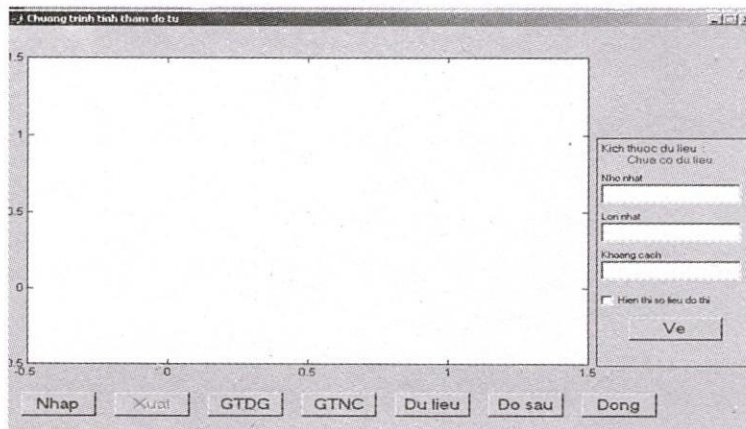 Chuong trinh tinh tham do tu
1.5
1
0.5
0
0.5
-0.5
0
0.5
1
1.5
Kich thuoc du lieu :
Chua co du lieu
Nho nhat
Lon nhat
Khoang cach
Hien thi so lieu do thi
Ve
Nhap
Xuat
GTDG
GTNC
Du lieu
Do sau
Dong